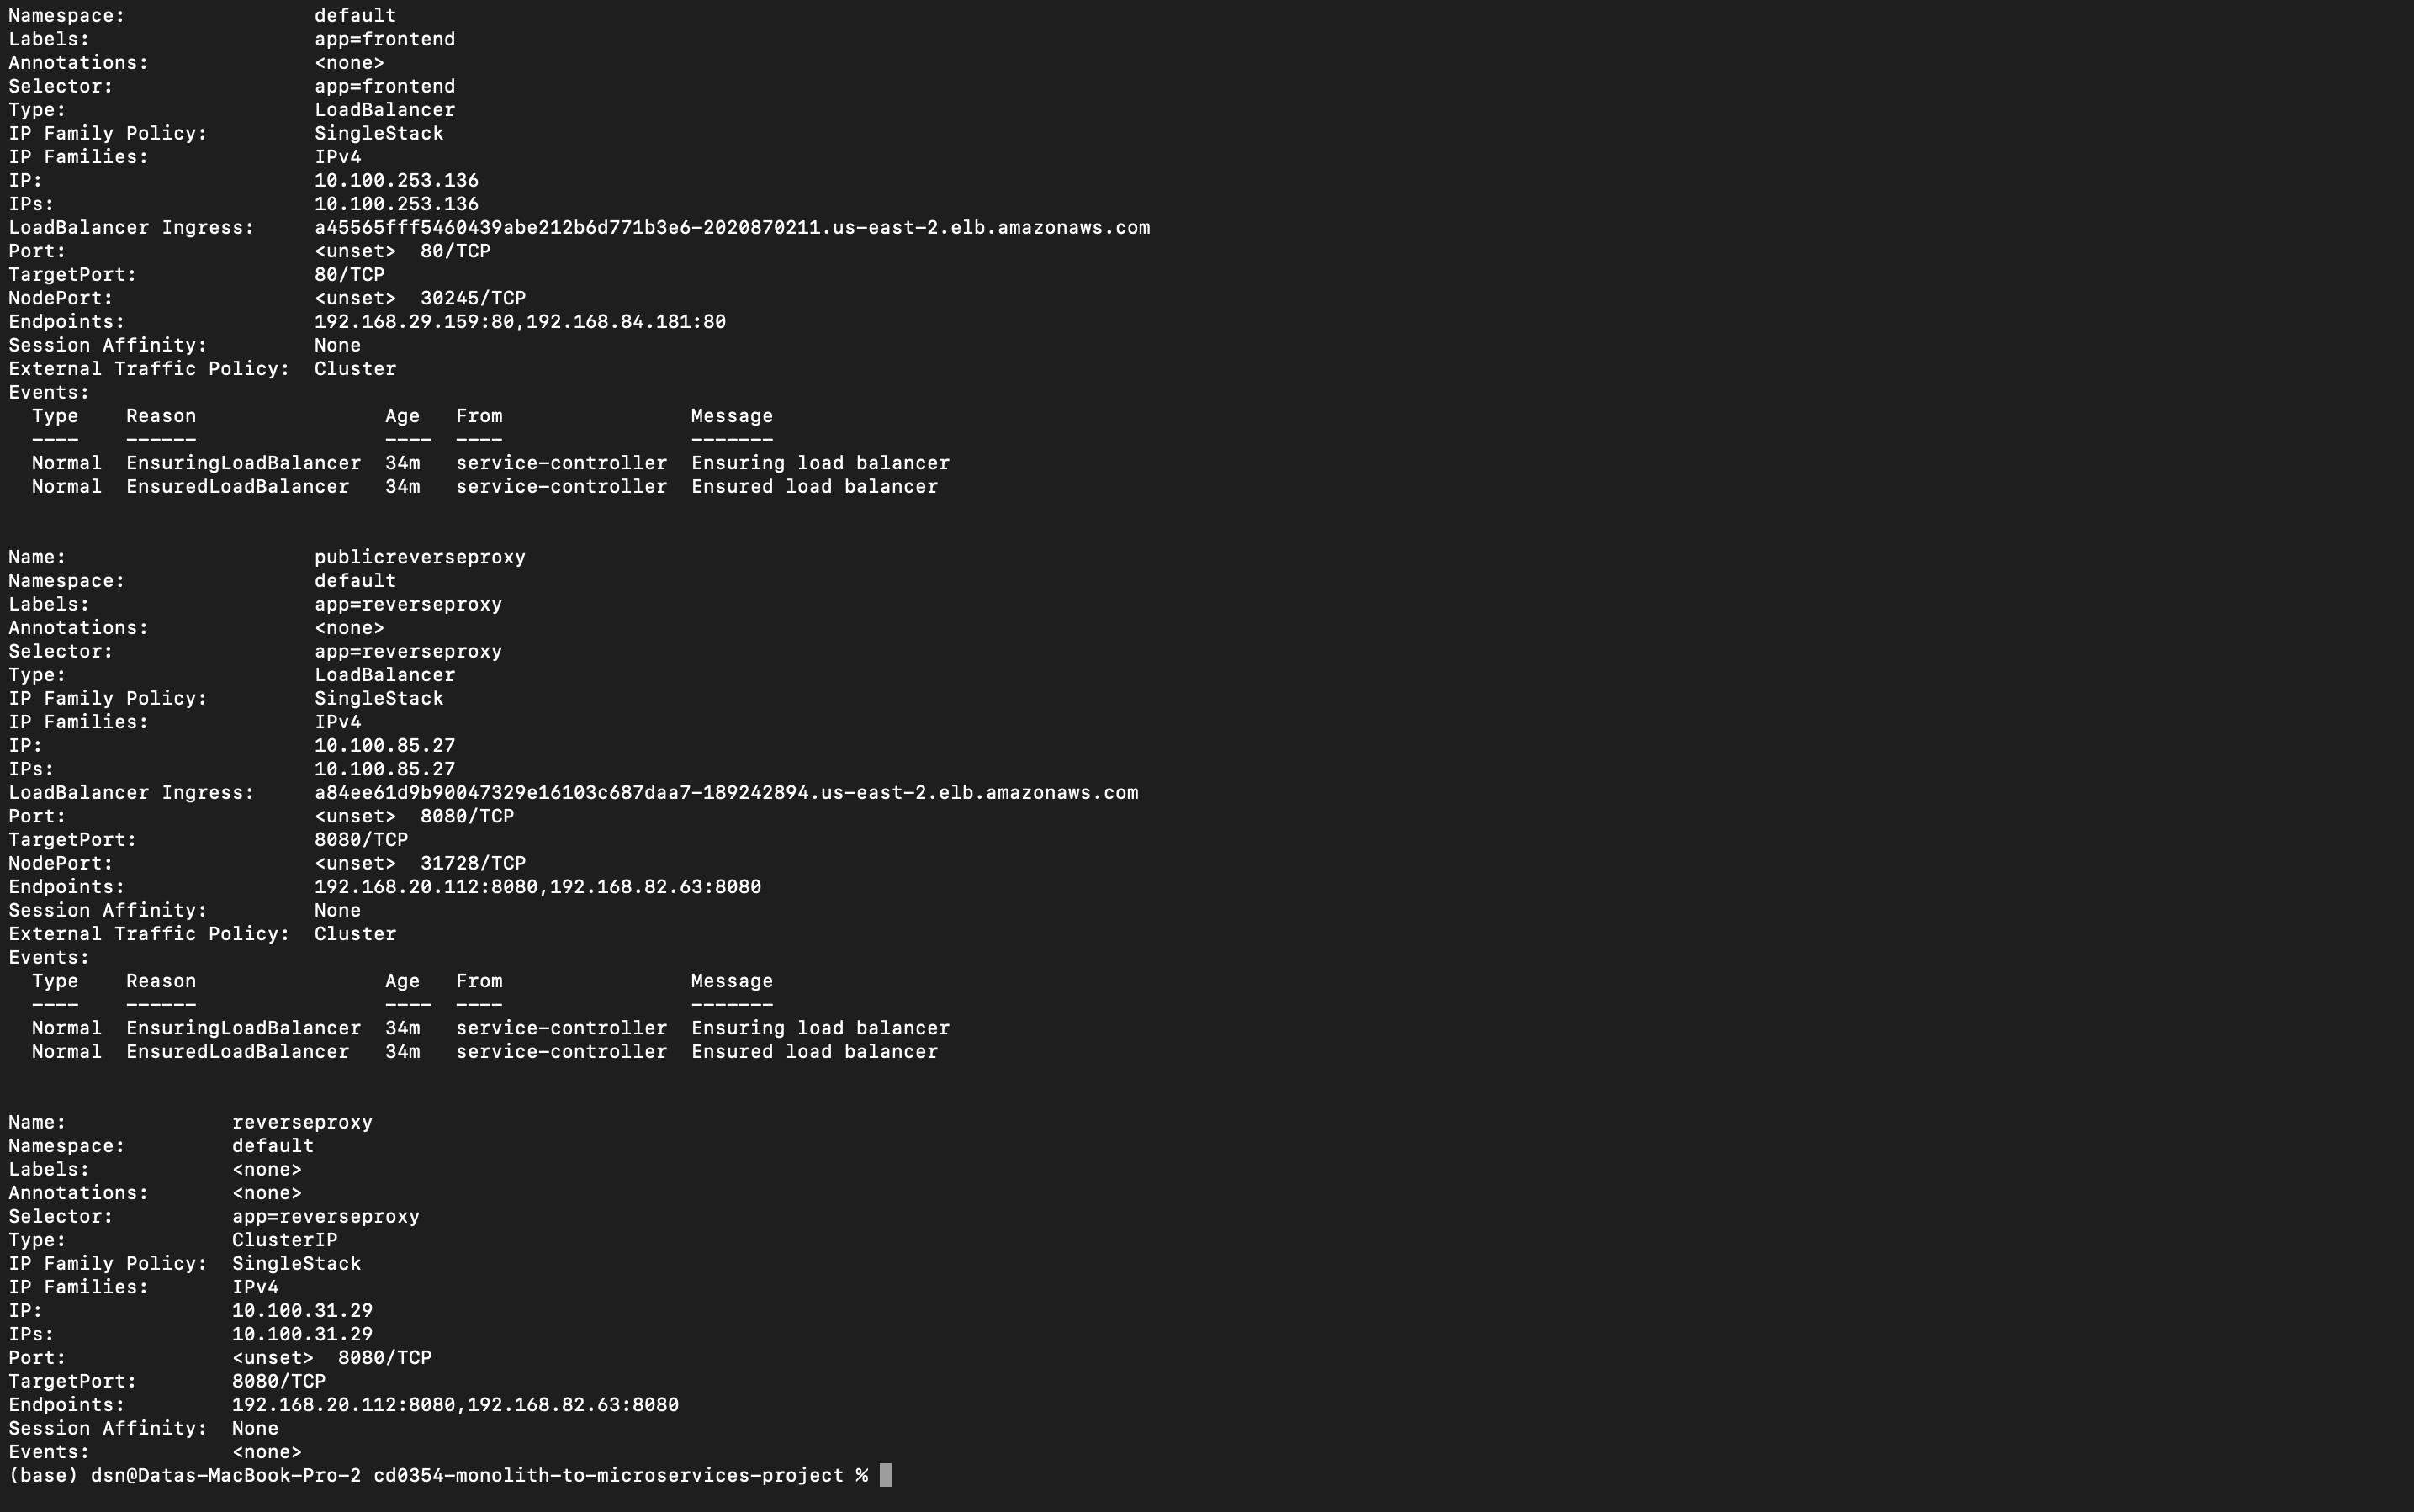 Namespace:                default
Labels:                   app=frontend
Annotations:              <none>
Selector:                 app=frontend
Type:                     LoadBalancer
IP Family Policy:         SingleStack
IP Families:              IPv4
IP:                       10.100.253.136
IPs:                      10.100.253.136
LoadBalancer Ingress:     a45565fff5460439abe212b6d771b3e6-2020870211.us-east-2.elb.amazonaws.com
Port:                     <unset>  80/TCP
TargetPort:               80/TCP
NodePort:                 <unset>  30245/TCP
Endpoints:                192.168.29.159:80,192.168.84.181:80
Session Affinity:         None
External Traffic Policy:  Cluster
Events:
  Type    Reason                Age   From                Message
  ----    ------                ----  ----                -------
  Normal  EnsuringLoadBalancer  34m   service-controller  Ensuring load balancer
  Normal  EnsuredLoadBalancer   34m   service-controller  Ensured load balancer
Name:                     publicreverseproxy
Namespace:                default
Labels:                   app=reverseproxy
Annotations:              <none>
Selector:                 app=reverseproxy
Type:                     LoadBalancer
IP Family Policy:         SingleStack
IP Families:              IPv4
IP:                       10.100.85.27
IPs:                      10.100.85.27
LoadBalancer Ingress:     a84ee61d9b90047329e16103c687daa7-189242894.us-east-2.elb.amazonaws.com
Port:                     <unset>  8080/TCP
TargetPort:               8080/TCP
NodePort:                 <unset>  31728/TCP
Endpoints:                192.168.20.112:8080,192.168.82.63:8080
Session Affinity:         None
External Traffic Policy:  Cluster
Events:
  Type    Reason                Age   From                Message
  ----    ------                ----  ----                -------
  Normal  EnsuringLoadBalancer  34m   service-controller  Ensuring load balancer
  Normal  EnsuredLoadBalancer   34m   service-controller  Ensured load balancer
Name:              reverseproxy
Namespace:         default
Labels:            <none>
Annotations:       <none>
Selector:          app=reverseproxy
Type:              ClusterIP
IP Family Policy:  SingleStack
IP Families:       IPv4
IP:                10.100.31.29
IPs:               10.100.31.29
Port:              <unset>  8080/TCP
TargetPort:        8080/TCP
Endpoints:         192.168.20.112:8080,192.168.82.63:8080
Session Affinity:  None
Events:            <none>
(base) dsn@Datas-MacBook-Pro-2 cd0354-monolith-to-microservices-project %